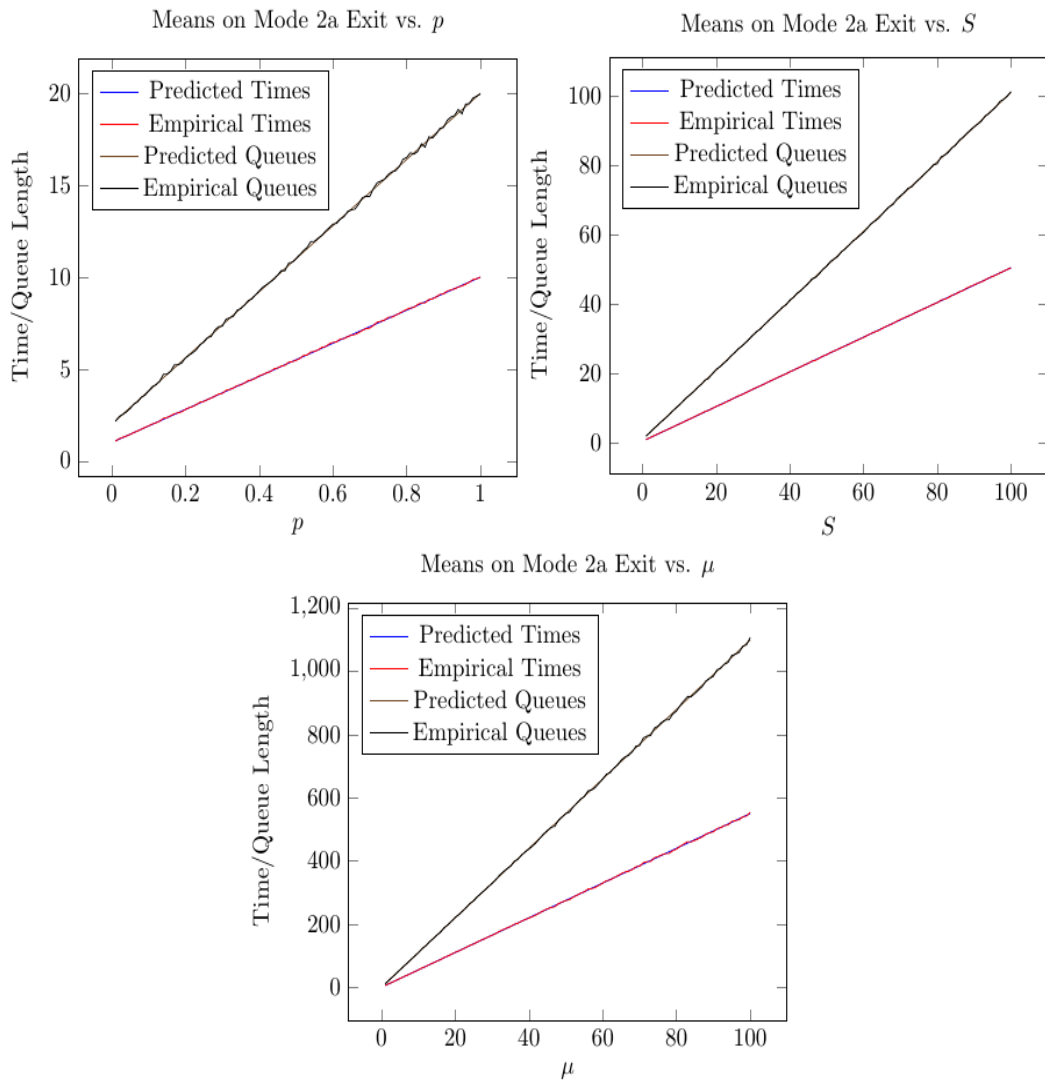 Means on Mode 2a Exit vs. p
Time/Queue Length
20
15
10
5
0
Predicted Times
Empirical Times
Predicted Queues
Empirical Queues
0 0.2 0.4 0.6 0.8 1
p
Means on Mode 2a Exit vs. S
Time/Queue Length
100
80
60
40
20
0
Predicted Times
Empirical Times
Predicted Queues
Empirical Queues
0 20 40 60 80 100
S
Means on Mode 2a Exit vs. μ
Time/Queue Length
1,200
1,000
800
600
400
200
0
Predicted Times
Empirical Times
Predicted Queues
Empirical Queues
0 20 40 60 80 100
μ